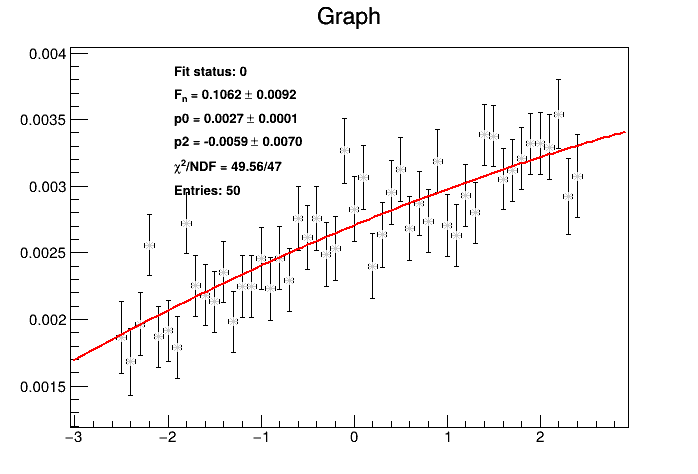 Graph
Fit status: 0
Fₙ = 0.1062 ± 0.0092
p0 = 0.0027 ± 0.0001
p2 = -0.0059 ± 0.0070
χ²/NDF = 49.56/47
Entries: 50
0.004
0.0035
0.003
0.0025
0.002
0.0015
−3 −2 −1 0 1 2